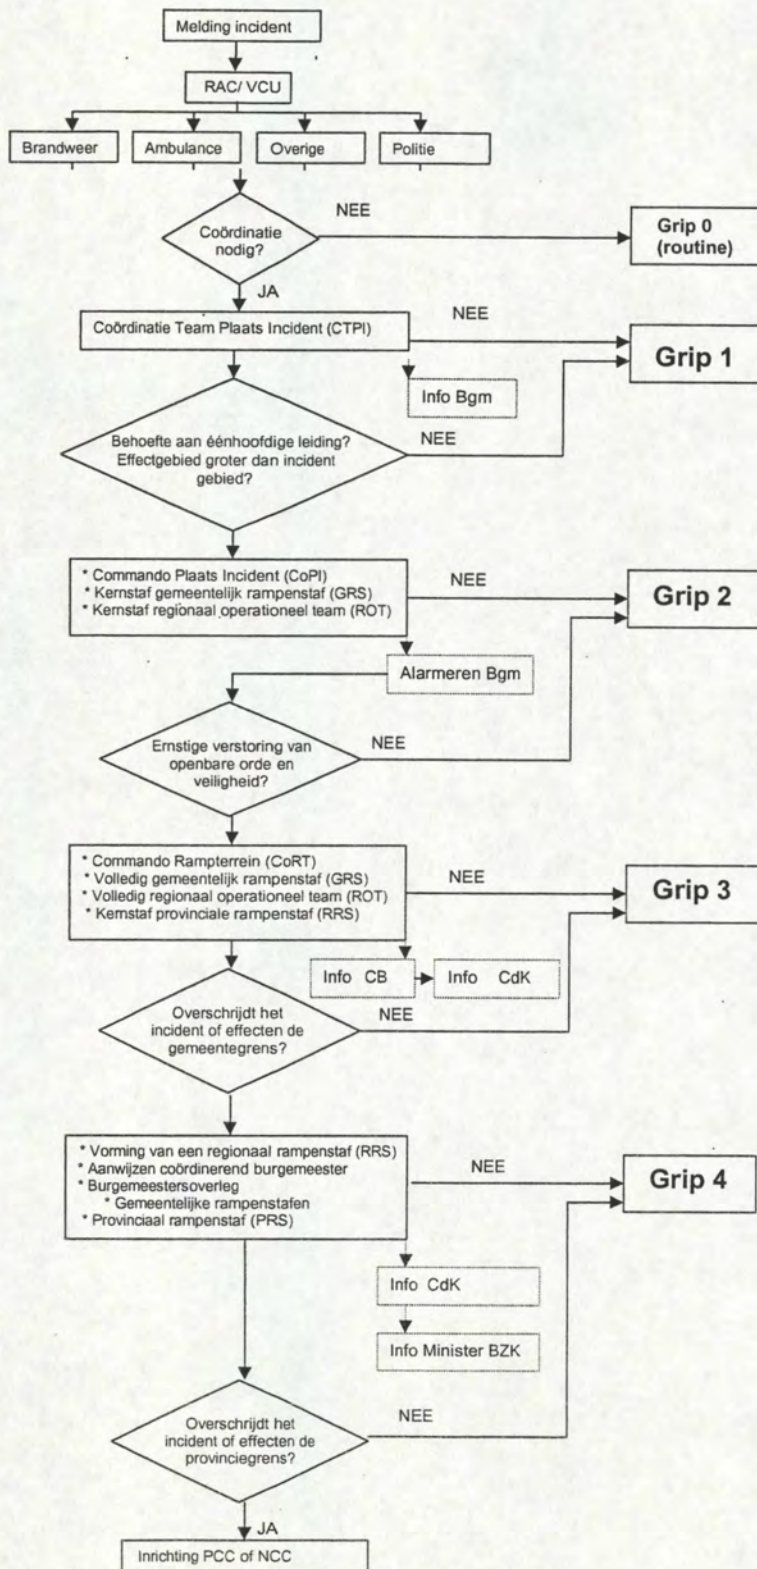 Melding incident
RAC/ VCU
Brandweer
Ambulance
Overige
Politie
NEE
Coördinatie
nodig?
Grip 0
(routine)
JA
NEE
Coördinatie Team Plaats Incident (CTPI)
Grip 1
Info Bgm
Behoefte aan éénhoofdige leiding?
Effectgebied groter dan incident
gebied?
NEE
* Commando Plaats Incident (CoPI)
* Kernstaf gemeentelijk rampenstaf (GRS)
* Kernstaf regionaal operationeel team (ROT)
NEE
Grip 2
Alarmeren Bgm
Ernstige verstoring van
openbare orde en
veiligheid?
NEE
* Commando Rampterrein (CoRT)
* Volledig gemeentelijk rampenstaf (GRS)
* Volledig regionaal operationeel team (ROT)
* Kernstaf provinciale rampenstaf (RRS)
NEE
Grip 3
Info CB
Info CdK
Overschrijdt het
incident of effecten de
gemeentegrens?
NEE
* Vorming van een regionaal rampenstaf (RRS)
* Aanwijzen coördinerend burgemeester
* Burgemeestersoverleg
* Gemeentelijke rampenstafen
* Provinciaal rampenstaf (PRS)
NEE
Grip 4
Info CdK
Info Minister BZK
Overschrijdt het
incident of effecten de
provinciegrens?
NEE
JA
Inrichting PCC of NCC